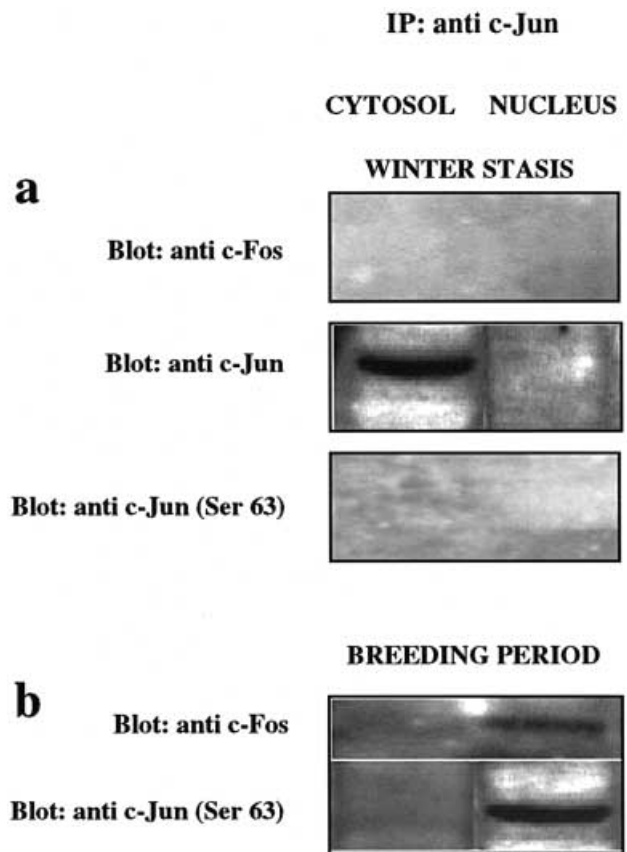 IP: anti c-Jun
CYTOSOL NUCLEUS
WINTER STASIS
a
Blot: anti c-Fos
Blot: anti c-Jun
Blot: anti c-Jun (Ser 63)
BREEDING PERIOD
b
Blot: anti c-Fos
Blot: anti c-Jun (Ser 63)